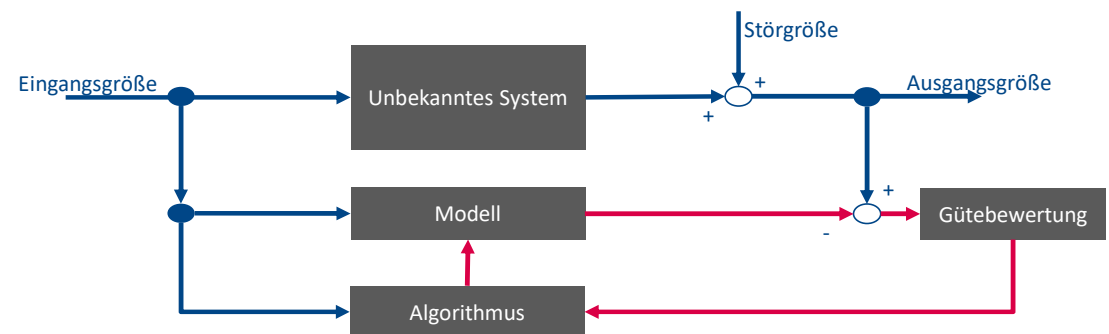 Störgröße
Eingangsgröße
Ausgangsgröße
Unbekanntes System
+
+
+
Modell
Gütebewertung
-
Algorithmus